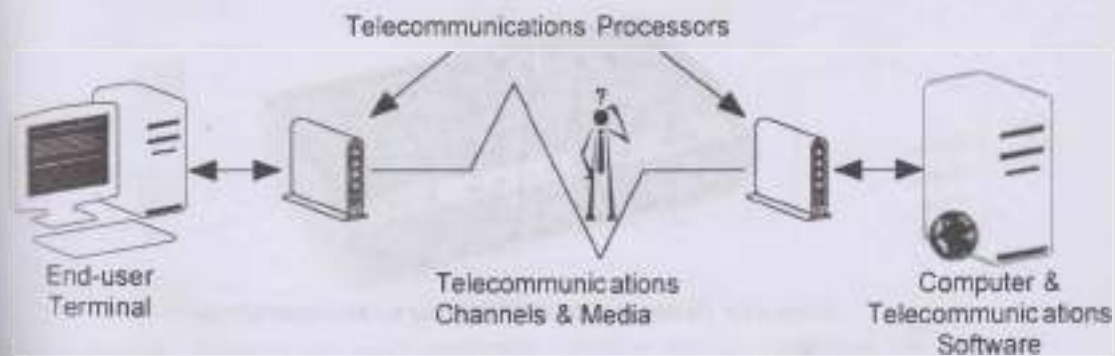 Telecommunications Processors
?
End-user
Terminal
Telecommunications
Channels & Media
Computer &
Telecommunications
Software